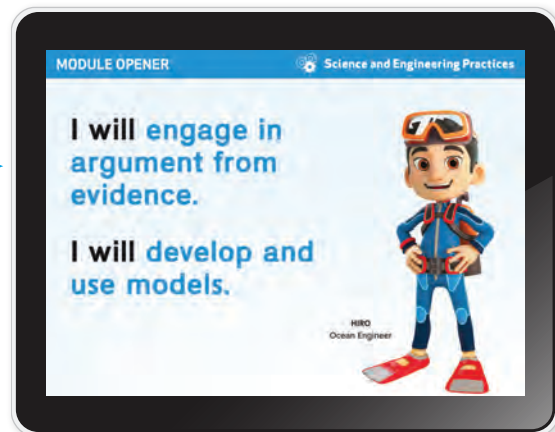 MODULE OPENER
Science and Engineering Practices
I will engage in
argument from
evidence.
I will develop and
use models.
HIRO
Ocean Engineer